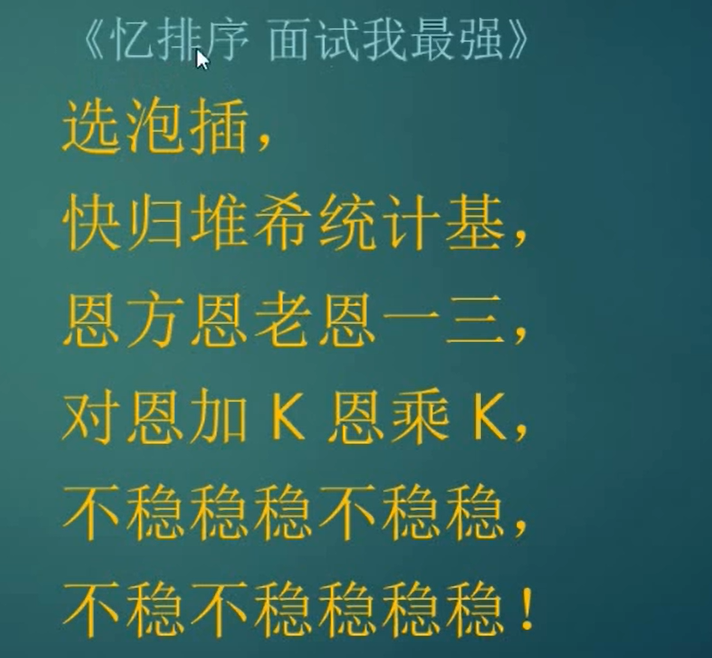 《忆排序 面试我最强》
选泡插，
快归堆希统计基，
恩方恩老恩一三，
对恩加 K 恩乘 K，
不稳稳稳不稳稳，
不稳不稳稳稳稳！